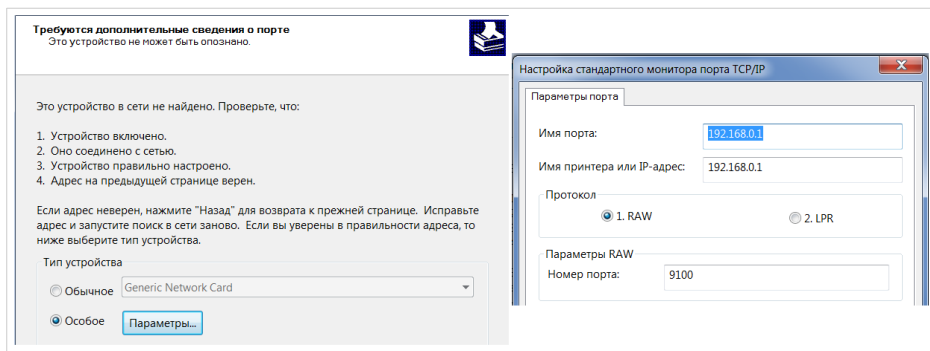 Требуются дополнительные сведения о порте
Это устройство не может быть опознано.
Это устройство в сети не найдено. Проверьте, что:
1. Устройство включено.
2. Оно соединено с сетью.
3. Устройство правильно настроено.
4. Адрес на предыдущей странице верен.
Если адрес неверен, нажмите "Назад" для возврата к прежней странице. Исправьте
адрес и запустите поиск в сети заново. Если вы уверены в правильности адреса, то
ниже выберите тип устройства.
Тип устройства
Обычное Generic Network Card
Особое Параметры...
Настройка стандартного монитора порта TCP/IP
Параметры порта
Имя порта: 192.168.0.1
Имя принтера или IP-адрес: 192.168.0.1
Протокол
1. RAW 2. LPR
Параметры RAW
Номер порта: 9100